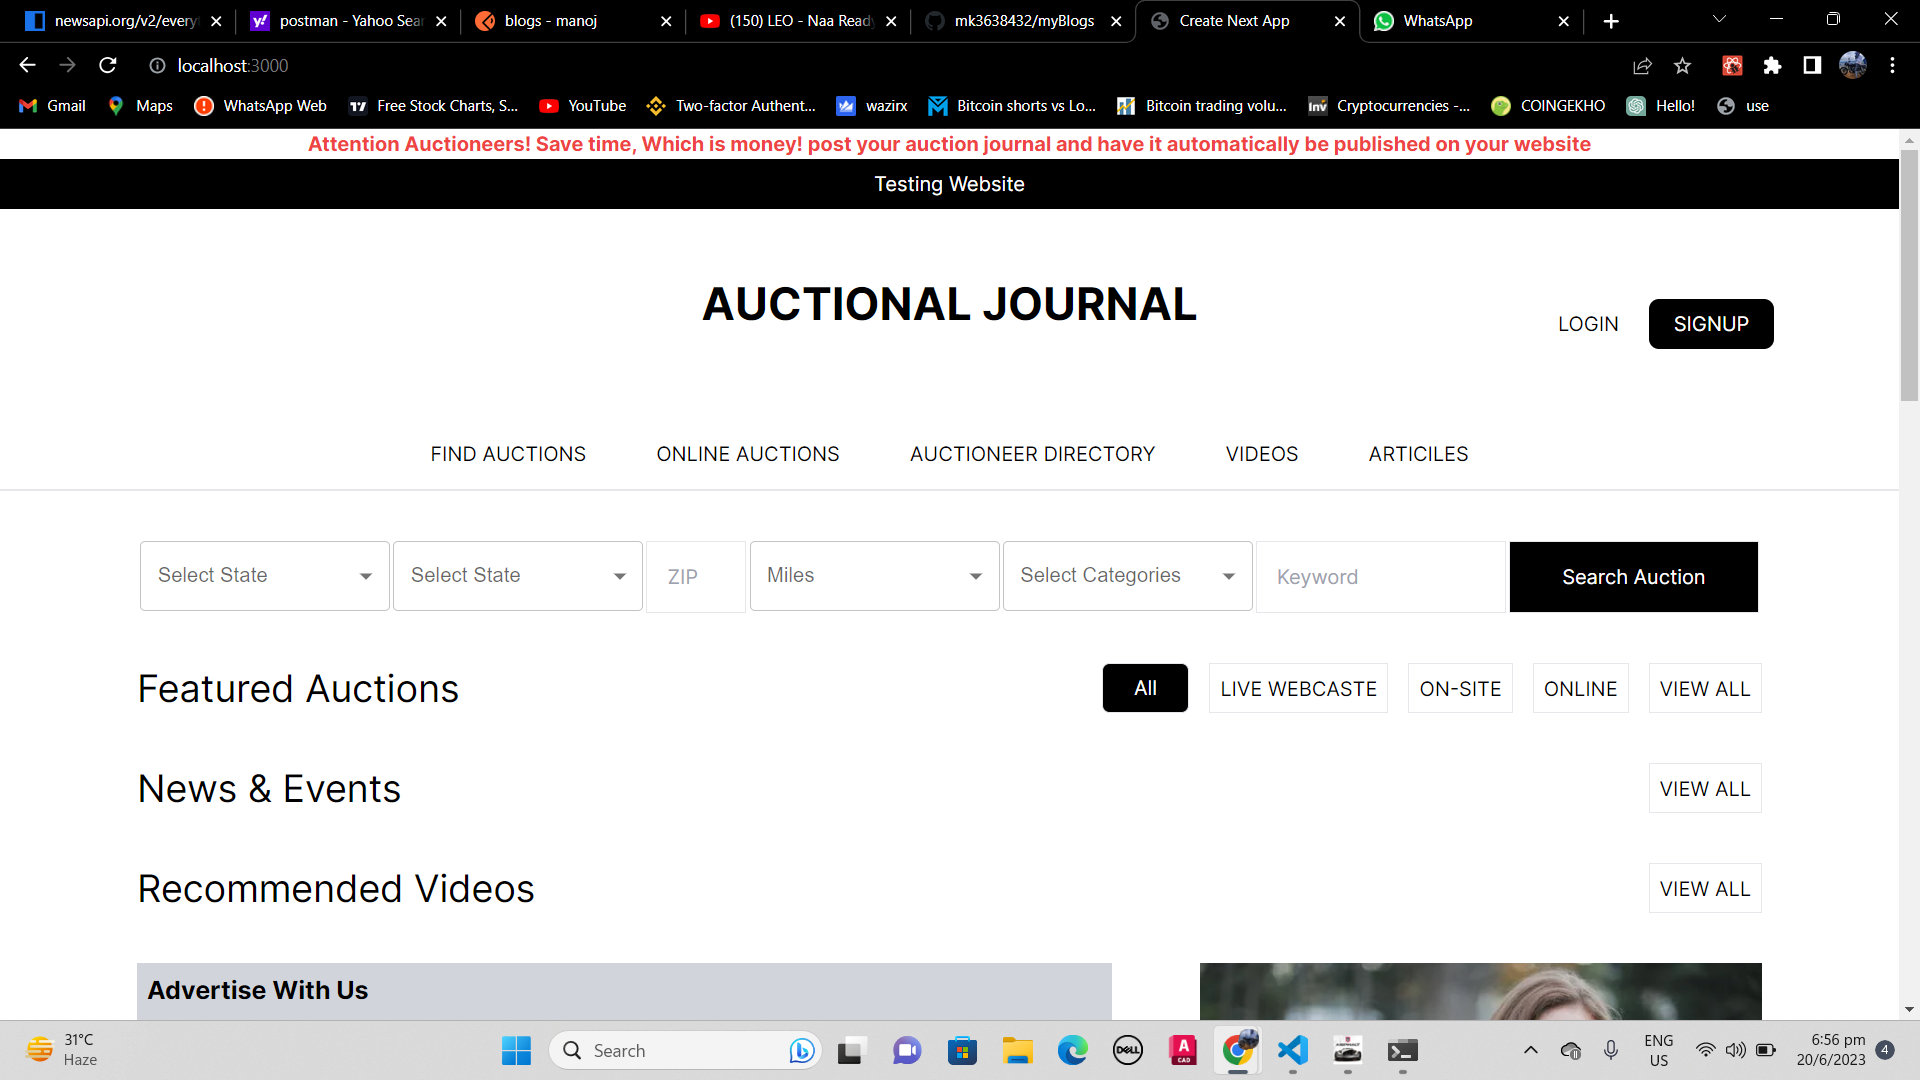 newsapi.org/v2/every
postman - Yahoo Sear
blogs - manoj
(150) LEO - Naa Ready
mk3638432/myBlogs
Create Next App
WhatsApp
localhost:3000
Gmail
Maps
WhatsApp Web
Free Stock Charts, S...
YouTube
Two-factor Authent...
wazirx
Bitcoin shorts vs Lo...
Bitcoin trading volu...
Cryptocurrencies -...
COINGEKHO
Hello!
use
Attention Auctioneers! Save time, Which is money! post your auction journal and have it automatically be published on your website
Testing Website
AUCTIONAL JOURNAL
LOGIN
SIGNUP
FIND AUCTIONS
ONLINE AUCTIONS
AUCTIONEER DIRECTORY
VIDEOS
ARTICILES
Select State
Select State
ZIP
Miles
Select Categories
Keyword
Search Auction
Featured Auctions
All
LIVE WEBCASTE
ON-SITE
ONLINE
VIEW ALL
News & Events
VIEW ALL
Recommended Videos
VIEW ALL
Advertise With Us
31°C
Haze
Search
DELL
A
CAD
ENG
US
6:56 pm
20/6/2023
4